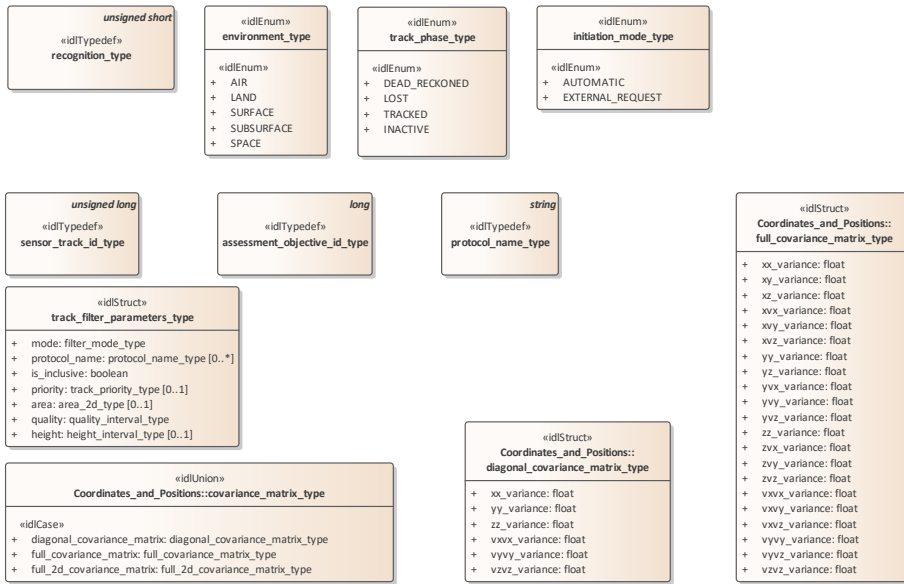 unsigned short
«idlTypedef»
recognition_type
«idlEnum»
environment_type
«idlEnum»
+ AIR
+ LAND
+ SURFACE
+ SUBSURFACE
+ SPACE
«idlEnum»
track_phase_type
«idlEnum»
+ DEAD_RECKONED
+ LOST
+ TRACKED
+ INACTIVE
«idlEnum»
initiation_mode_type
«idlEnum»
+ AUTOMATIC
+ EXTERNAL_REQUEST
unsigned long
«idlTypedef»
sensor_track_id_type
long
«idlTypedef»
assessment_objective_id_type
string
«idlTypedef»
protocol_name_type
«idlStruct»
Coordinates_and_Positions::
full_covariance_matrix_type
+ xx_variance: float
+ xy_variance: float
+ xz_variance: float
+ xvx_variance: float
+ xvy_variance: float
+ xvz_variance: float
+ yy_variance: float
+ yz_variance: float
+ yvx_variance: float
+ yvy_variance: float
+ yvz_variance: float
+ zz_variance: float
+ zvx_variance: float
+ zvy_variance: float
+ zvz_variance: float
+ vxvx_variance: float
+ vxvy_variance: float
+ vxvz_variance: float
+ vyvy_variance: float
+ vyvz_variance: float
+ vzvz_variance: float
«idlStruct»
track_filter_parameters_type
+ mode: filter_mode_type
+ protocol_name: protocol_name_type [0..*]
+ is_inclusive: boolean
+ priority: track_priority_type [0..1]
+ area: area_2d_type [0..1]
+ quality: quality_interval_type
+ height: height_interval_type [0..1]
«idlStruct»
Coordinates_and_Positions::
diagonal_covariance_matrix_type
+ xx_variance: float
+ yy_variance: float
+ zz_variance: float
+ vxvx_variance: float
+ vyvy_variance: float
+ vzvz_variance: float
«idlUnion»
Coordinates_and_Positions::covariance_matrix_type
«idlCase»
+ diagonal_covariance_matrix: diagonal_covariance_matrix_type
+ full_covariance_matrix: full_covariance_matrix_type
+ full_2d_covariance_matrix: full_2d_covariance_matrix_type